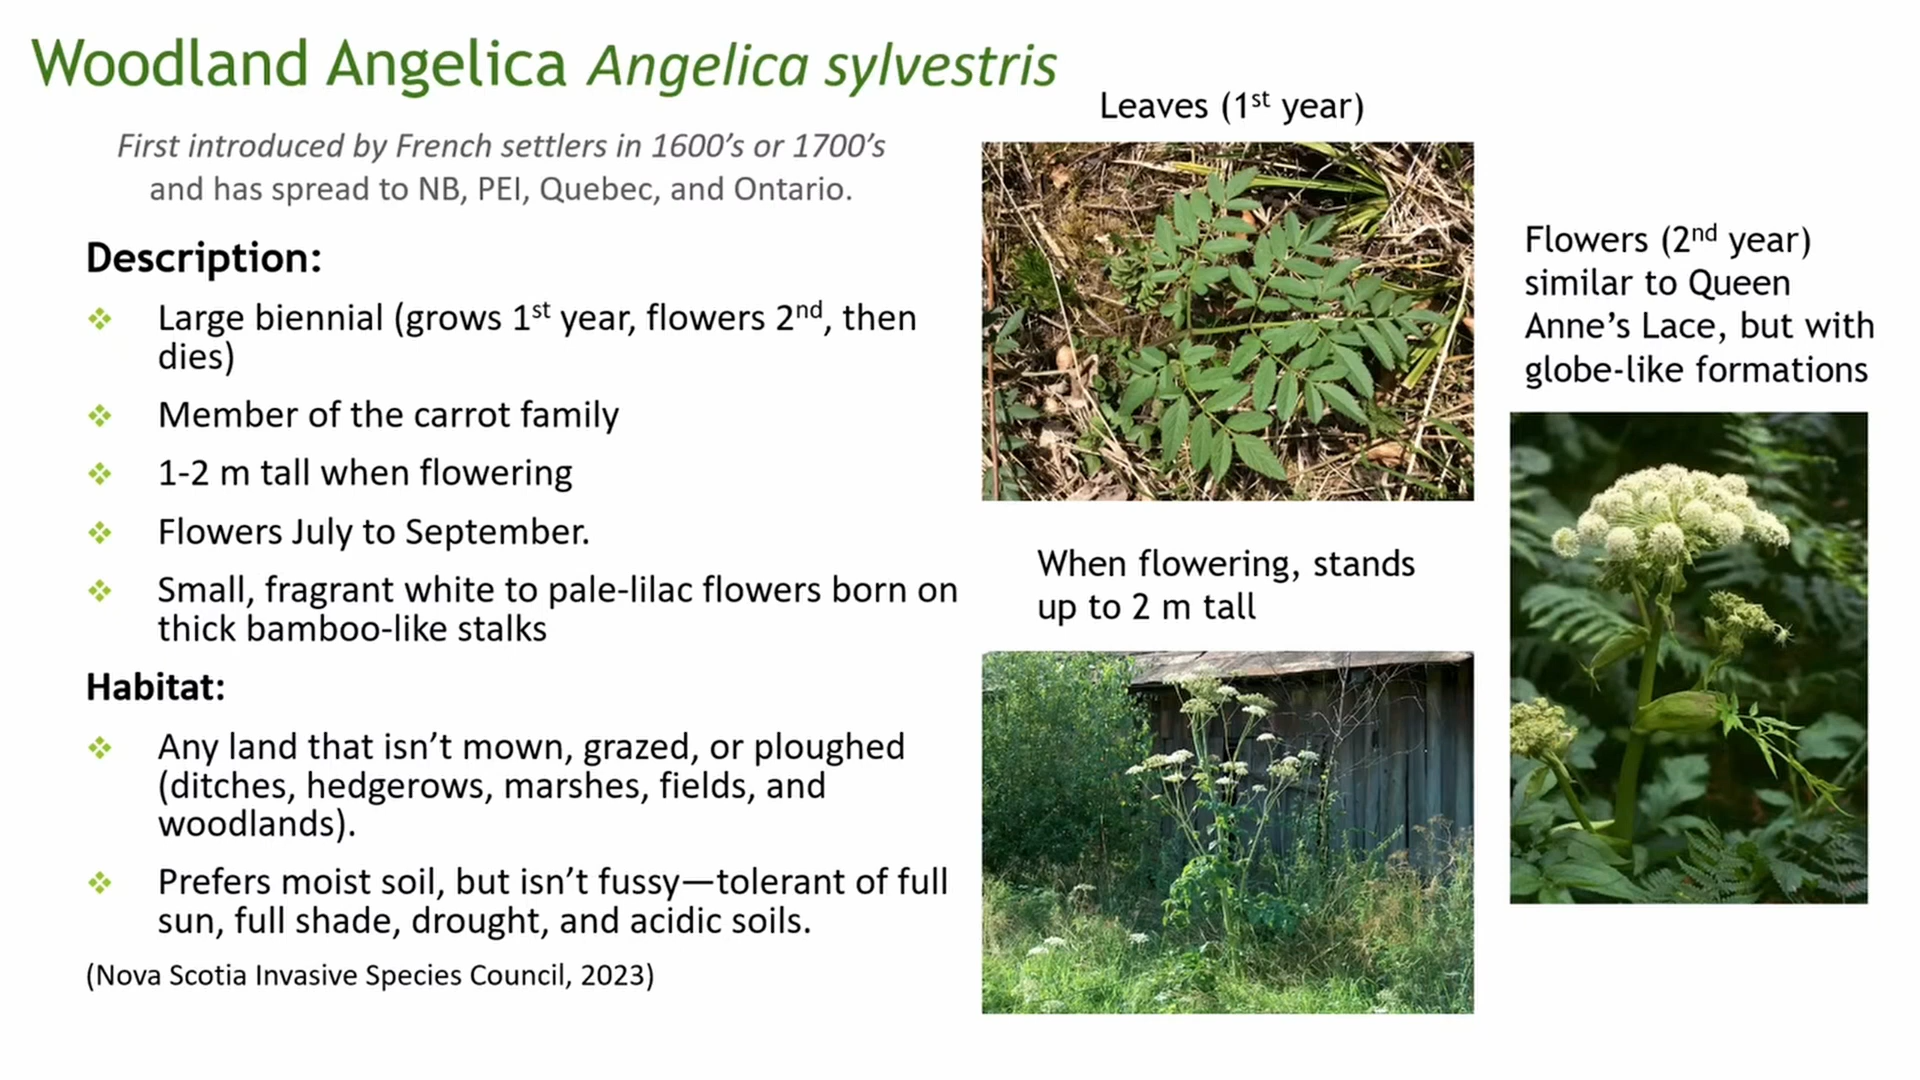 Woodland Angelica Angelica sylvestris
First introduced by French settlers in 1600's or 1700's
and has spread to NB, PEI, Quebec, and Ontario.
Description:
❖ Large biennial (grows 1st year, flowers 2nd, then
dies)
❖ Member of the carrot family
❖ 1-2 m tall when flowering
❖ Flowers July to September.
❖ Small, fragrant white to pale-lilac flowers born on
thick bamboo-like stalks
Habitat:
❖ Any land that isn't mown, grazed, or ploughed
(ditches, hedgerows, marshes, fields, and
woodlands).
❖ Prefers moist soil, but isn't fussy—tolerant of full
sun, full shade, drought, and acidic soils.
(Nova Scotia Invasive Species Council, 2023)
Leaves (1st year)
When flowering, stands
up to 2 m tall
Flowers (2nd year)
similar to Queen
Anne's Lace, but with
globe-like formations